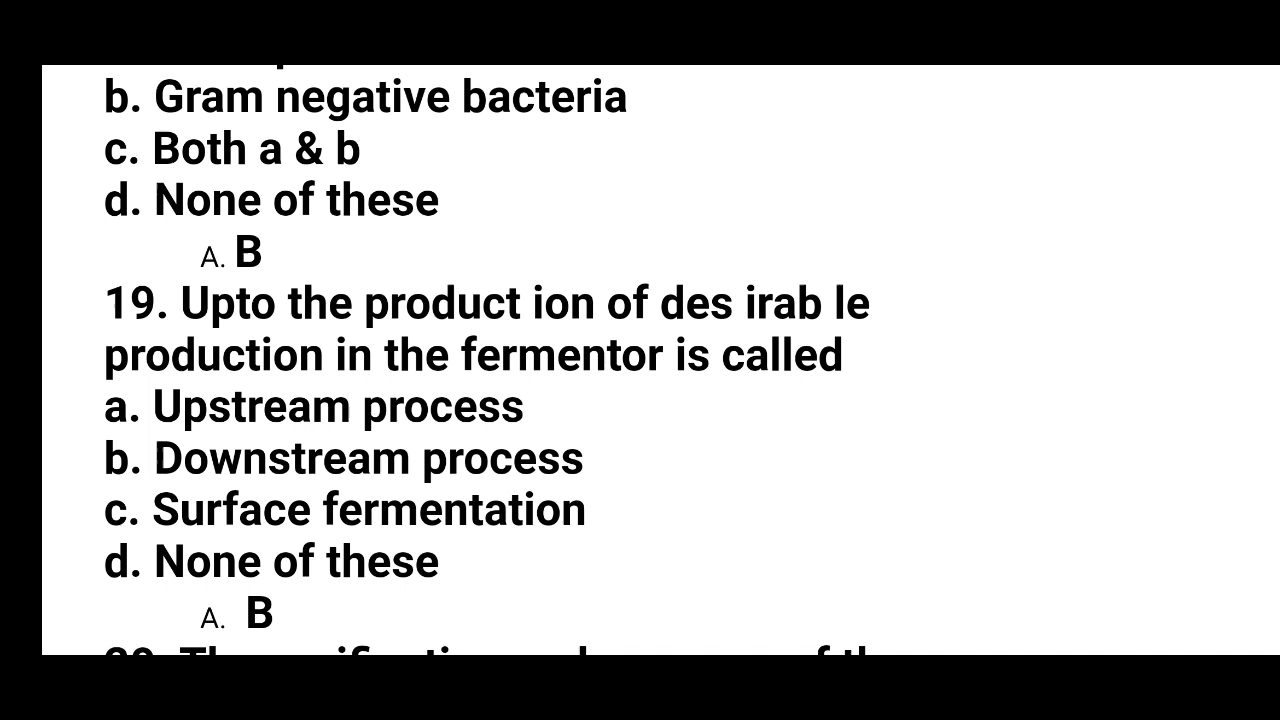 b. Gram negative bacteria
c. Both a & b
d. None of these
A. B
19. Upto the product ion of des irab le
production in the fermentor is called
a. Upstream process
b. Downstream process
c. Surface fermentation
d. None of these
A. B